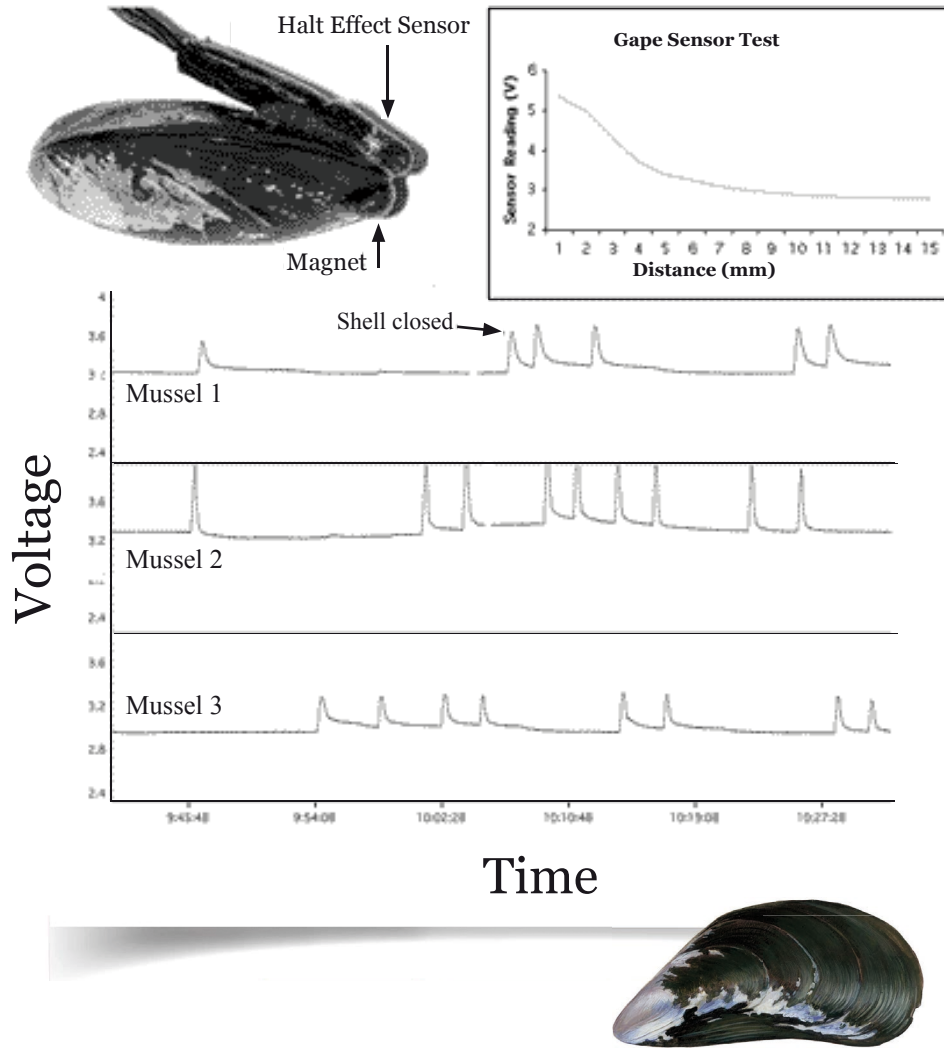 Halt Effect Sensor
Magnet
Gape Sensor Test
Sensor Reading (V)
6
5
4
3
2
1 2 3 4 5 6 7 8 9 10 11 12 13 14 15
Distance (mm)
Shell closed
Voltage
4
3.6
2.8
2.4
Mussel 1
3.6
3.2
2.4
Mussel 2
3.6
3.2
2.8
2.4
Mussel 3
9:54:08 10:02:28 10:10:48 10:19:08 10:27:28
Time